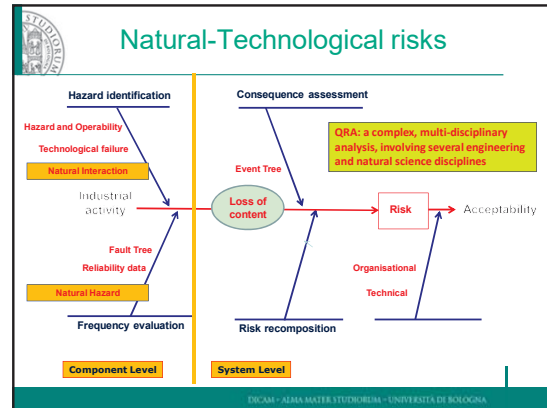 STUDIORUM
Natural-Technological risks
Hazard identification
Consequence assessment
Hazard and Operability
Technological failure
Natural Interaction
QRA: a complex, multi-disciplinary
analysis, involving several engineering
and natural science disciplines
Event Tree
Industrial
activity
Loss of
content
Risk
Acceptability
Fault Tree
Reliability data
Natural Hazard
Organisational
Technical
Frequency evaluation
Risk recomposition
Component Level
System Level
DICAM – ALMA MATER STUDIORUM – UNIVERSITÀ DI BOLOGNA